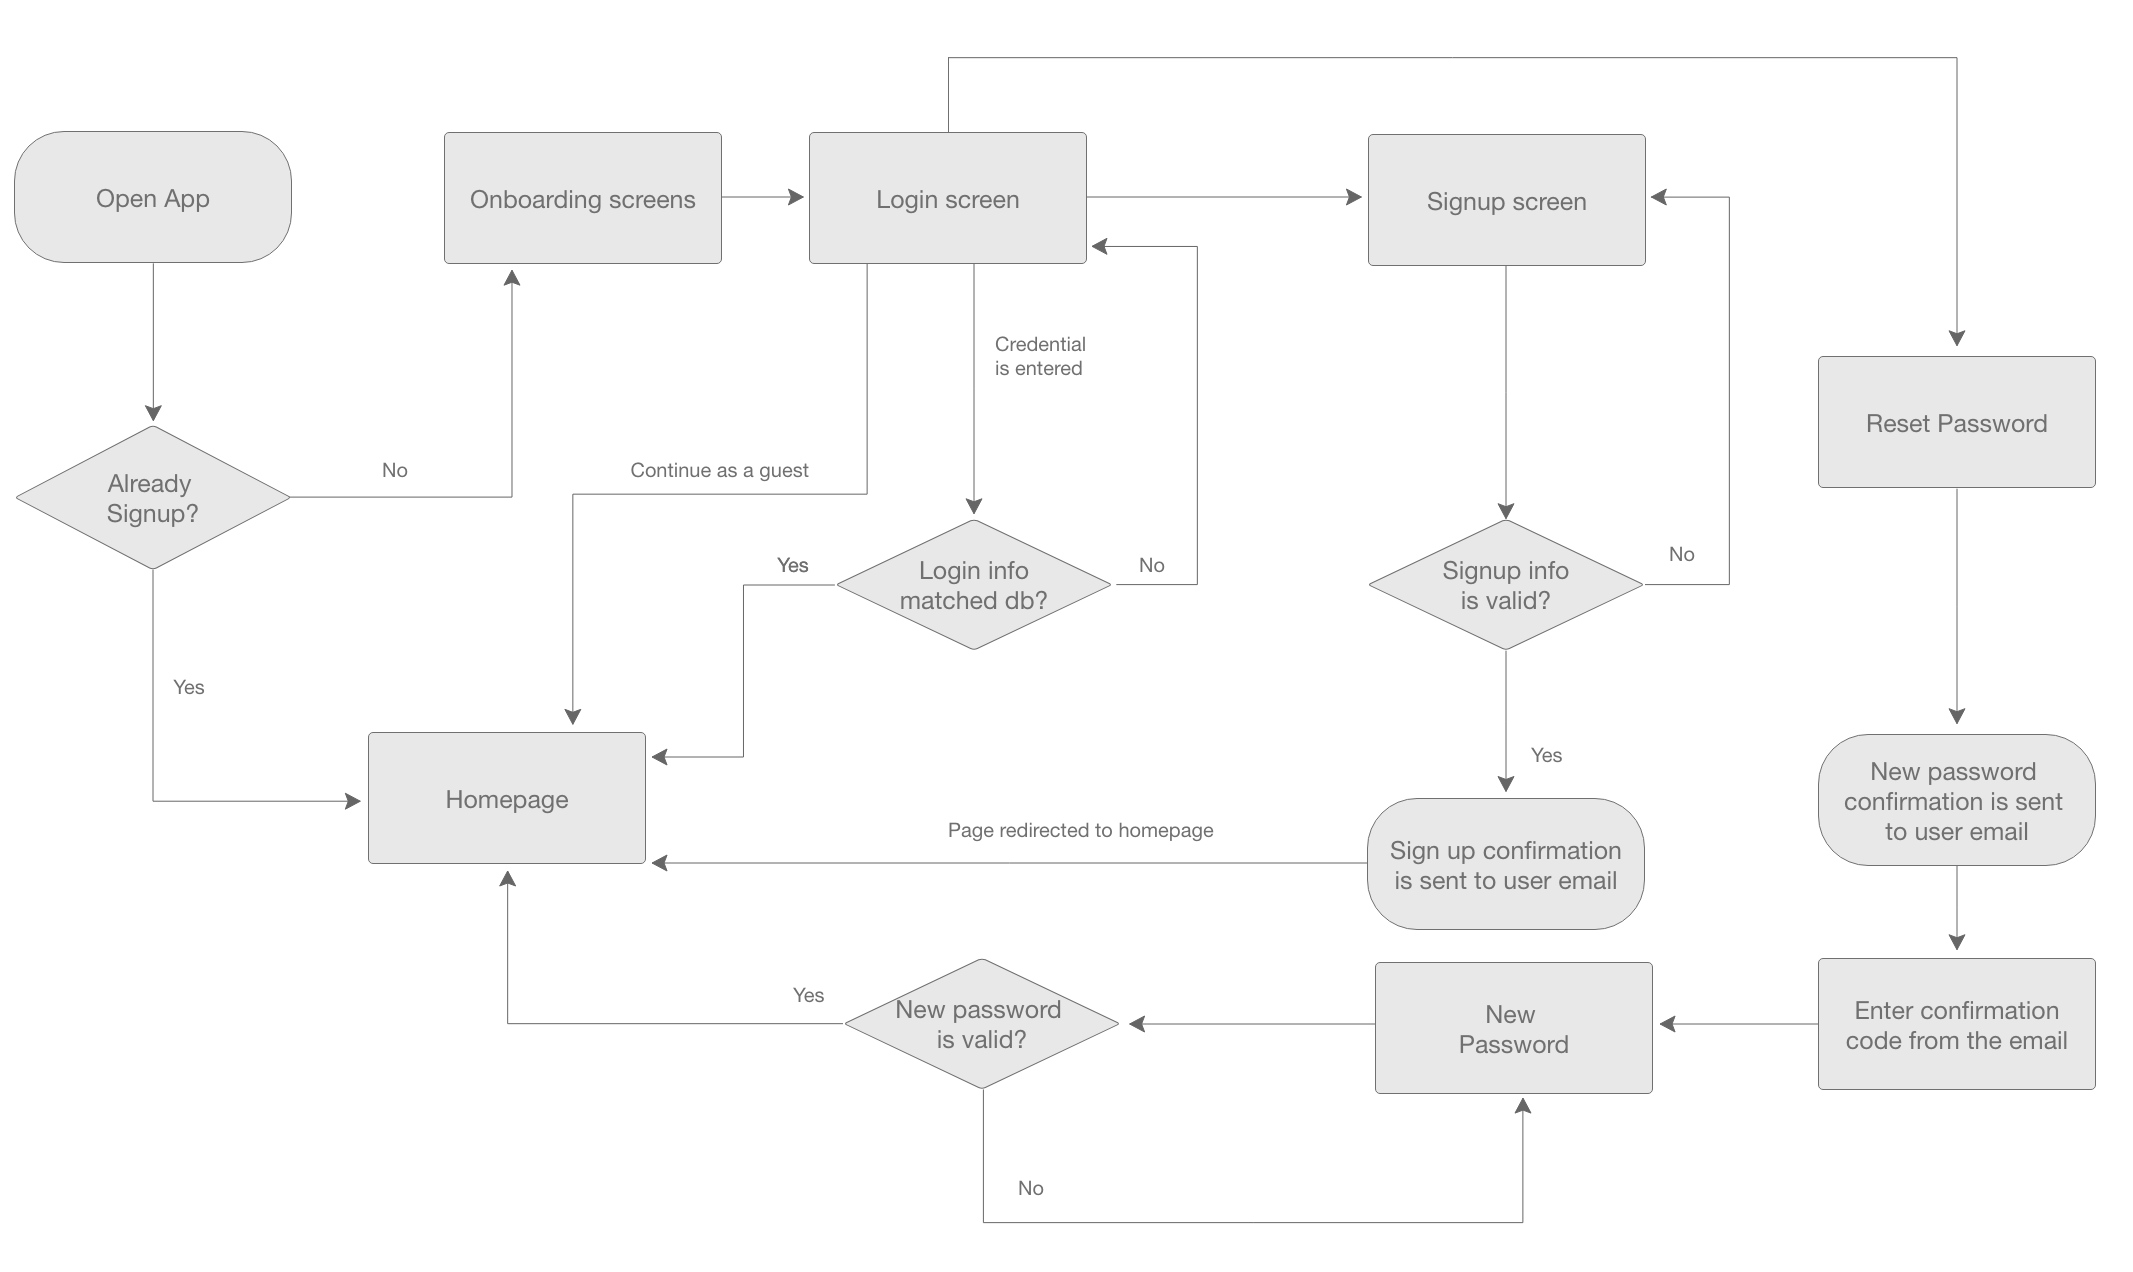 Open App
Onboarding screens
Login screen
Signup screen
Credential
is entered
Reset Password
Already
Signup?
No
Continue as a guest
Yes
Login info
matched db?
No
Signup info
is valid?
No
Yes
Yes
Homepage
Page redirected to homepage
Sign up confirmation
is sent to user email
New password
confirmation is sent
to user email
Yes
New password
is valid?
New
Password
Enter confirmation
code from the email
No